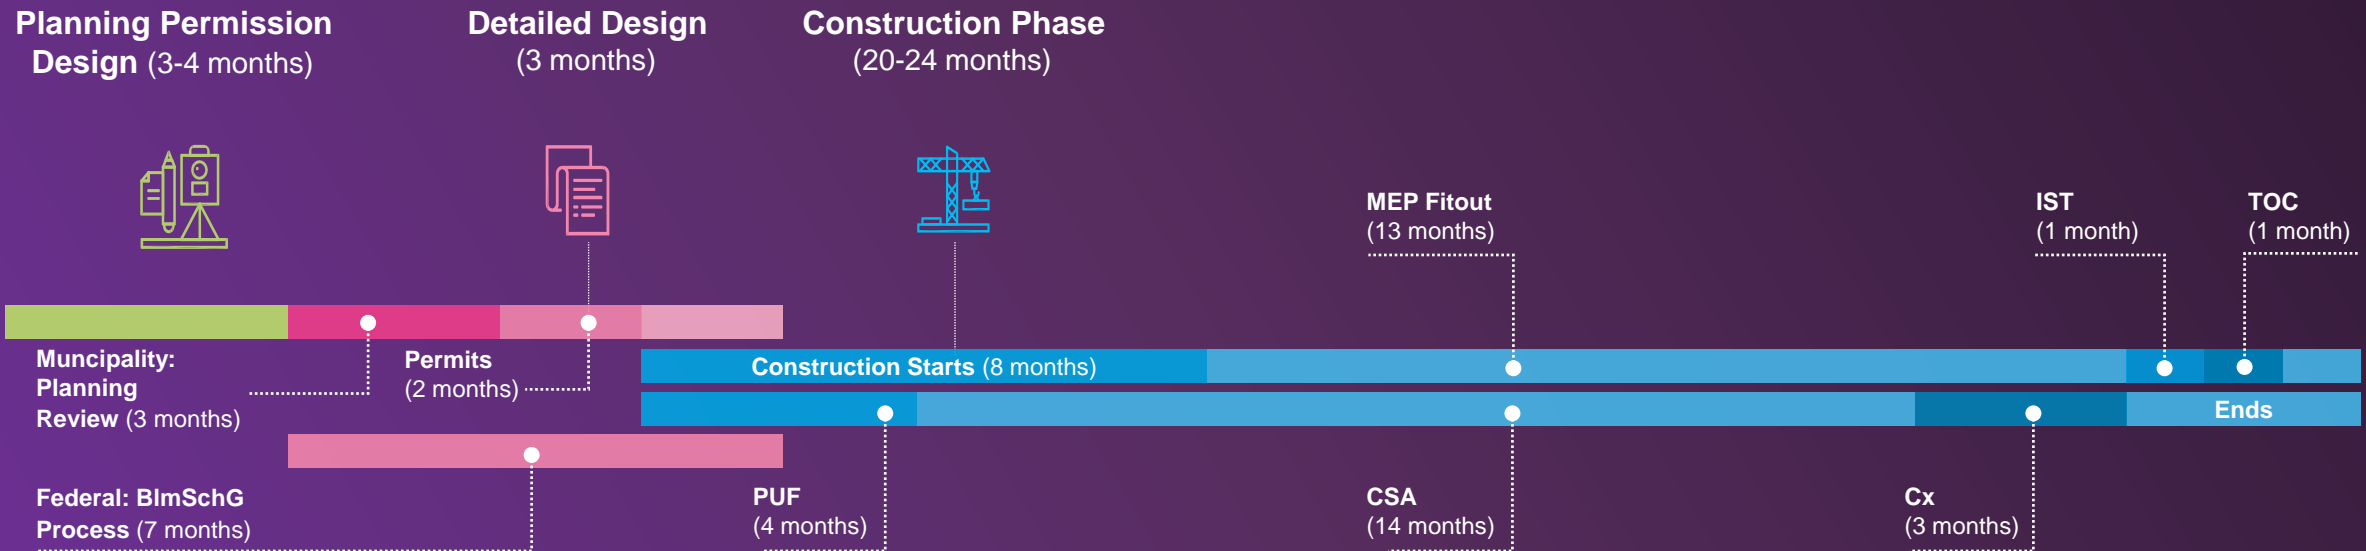 Planning Permission
Design (3-4 months)
Detailed Design
(3 months)
Construction Phase
(20-24 months)
MEP Fitout
(13 months)
IST
(1 month)
TOC
(1 month)
Muncipality:
Planning
Review (3 months)
Permits
(2 months)
Construction Starts (8 months)
Ends
Federal: BImSchG
Process (7 months)
PUF
(4 months)
CSA
(14 months)
Cx
(3 months)